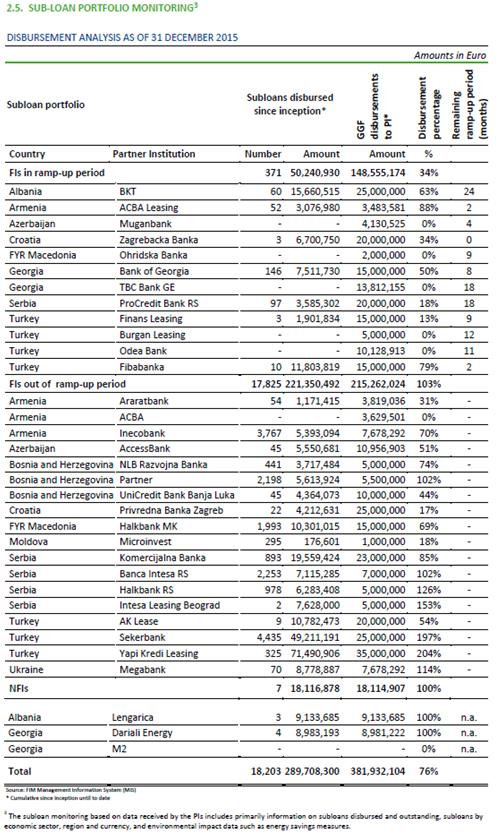 2.5. SUB-LOAN PORTFOLIO MONITORING3
DISBURSEMENT ANALYSIS AS OF 31 DECEMBER 2015
Amounts in Euro
Subloan portfolio Subloans disbursed since inception* GGF disbursements to PI* Disbursement percentage Remaining ramp-up period (months)
Country Partner Institution Number Amount Amount %
FIs in ramp-up period 371 50,240,930 148,555,174 34%
Albania BKT 60 15,660,515 25,000,000 63% 24
Armenia ACBA Leasing 52 3,076,980 3,483,581 88% 2
Azerbaijan Muganbank - - 4,130,525 0% 4
Croatia Zagrebacka Banka 3 6,700,750 20,000,000 34% 0
FYR Macedonia Ohridska Banka - - 2,000,000 0% 9
Georgia Bank of Georgia 146 7,511,730 15,000,000 50% 8
Georgia TBC Bank GE - - 13,812,155 0% 18
Serbia ProCredit Bank RS 97 3,585,302 20,000,000 18% 18
Turkey Finans Leasing 3 1,901,834 15,000,000 13% 9
Turkey Burgan Leasing - - 5,000,000 0% 12
Turkey Odea Bank - - 10,128,913 0% 11
Turkey Fibabanka 10 11,803,819 15,000,000 79% 2
FIs out of ramp-up period 17,825 221,350,492 215,262,024 103%
Armenia Araratbank 54 1,171,415 3,819,036 31% -
Armenia ACBA - - 3,629,501 0% -
Armenia Inecobank 3,767 5,393,094 7,678,292 70% -
Azerbaijan AccessBank 45 5,550,681 10,956,903 51% -
Bosnia and Herzegovina NLB Razvojna Banka 441 3,717,484 5,000,000 74% -
Bosnia and Herzegovina Partner 2,198 5,613,924 5,500,000 102% -
Bosnia and Herzegovina UniCredit Bank Banja Luka 45 4,364,073 10,000,000 44% -
Croatia Privredna Banka Zagreb 22 4,212,631 25,000,000 17% -
FYR Macedonia Halkbank MK 1,993 10,301,015 15,000,000 69% -
Moldova Microinvest 295 176,601 1,000,000 18% -
Serbia Komercijalna Banka 893 19,559,424 23,000,000 85% -
Serbia Banca Intesa RS 2,253 7,115,285 7,000,000 102% -
Serbia Halkbank RS 978 6,283,408 5,000,000 126% -
Serbia Intesa Leasing Beograd 2 7,628,000 5,000,000 153% -
Turkey AK Lease 9 10,782,473 20,000,000 54% -
Turkey Sekerbank 4,435 49,211,191 25,000,000 197% -
Turkey Yapi Kredi Leasing 325 71,490,906 35,000,000 204% -
Ukraine Megabank 70 8,778,887 7,678,292 114% -
NFIs 7 18,116,878 18,114,907 100%
Albania Lengarica 3 9,133,685 9,133,685 100% n.a.
Georgia Dariali Energy 4 8,983,193 8,981,222 100% n.a.
Georgia M2 - - - 0% n.a.
Total 18,203 289,708,300 381,932,104 76%
Source: FIM Management Information System (MIS)
* Cumulative since inception until to date
3 The subloan monitoring based on data received by the PIs includes primarily information on subloans disbursed and outstanding, subloans by
economic sector, region and currency, and environmental impact data such as energy savings measures.